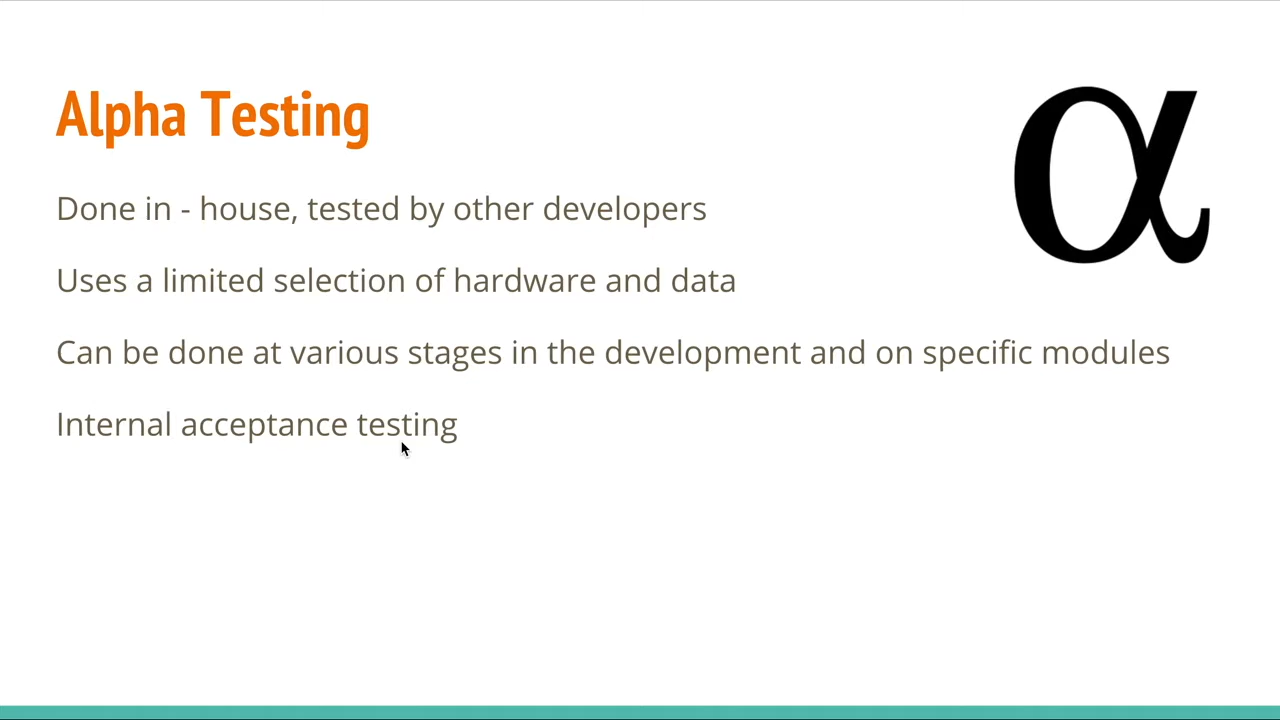 Alpha Testing
α
Done in - house, tested by other developers
Uses a limited selection of hardware and data
Can be done at various stages in the development and on specific modules
Internal acceptance testing